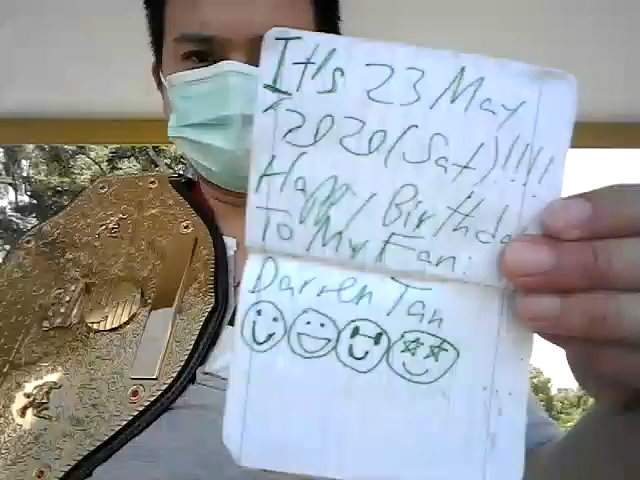 It's 23 May
2020 (Sat)!!!!
Happy Birthday
To My Fan:
Darren Tan